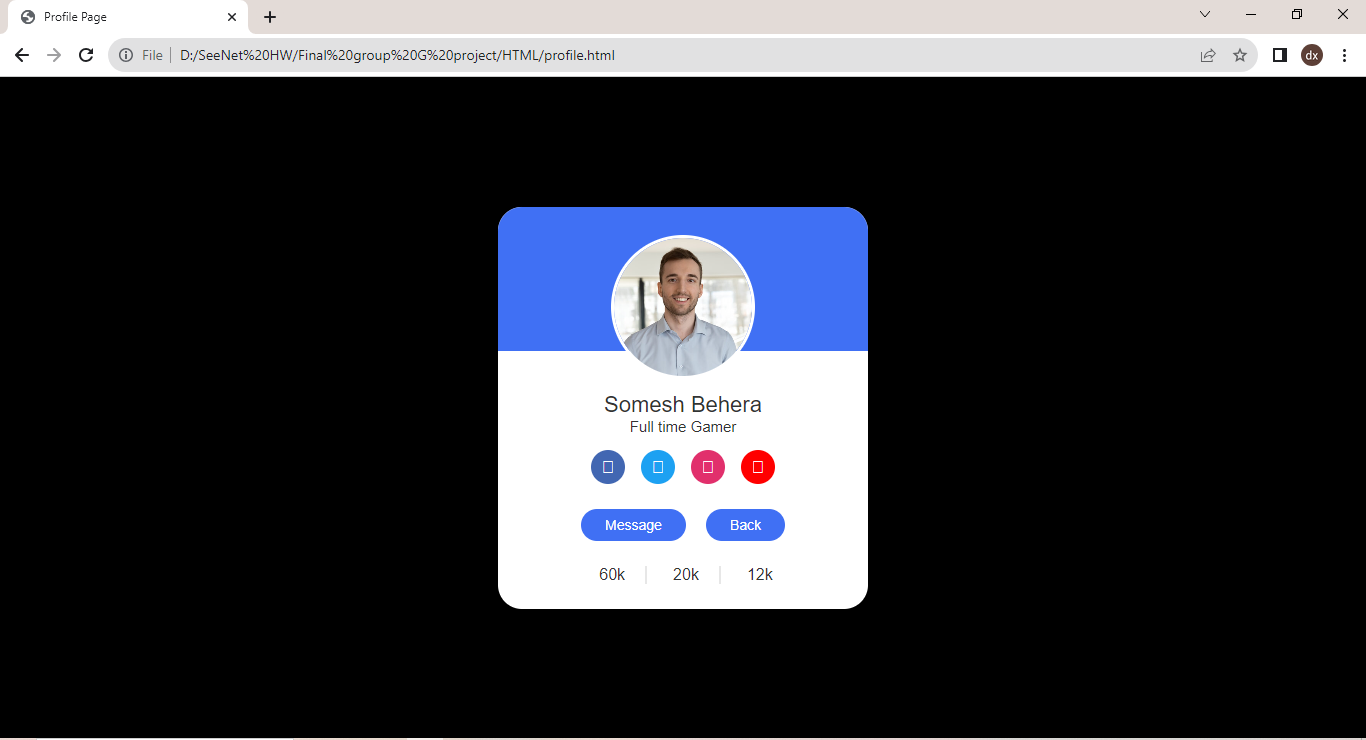 Profile Page
File
D:/SeeNet%20HW/Final%20group%20G%20project/HTML/profile.html
dx
Somesh Behera
Full time Gamer
Message Back
60k 20k 12k